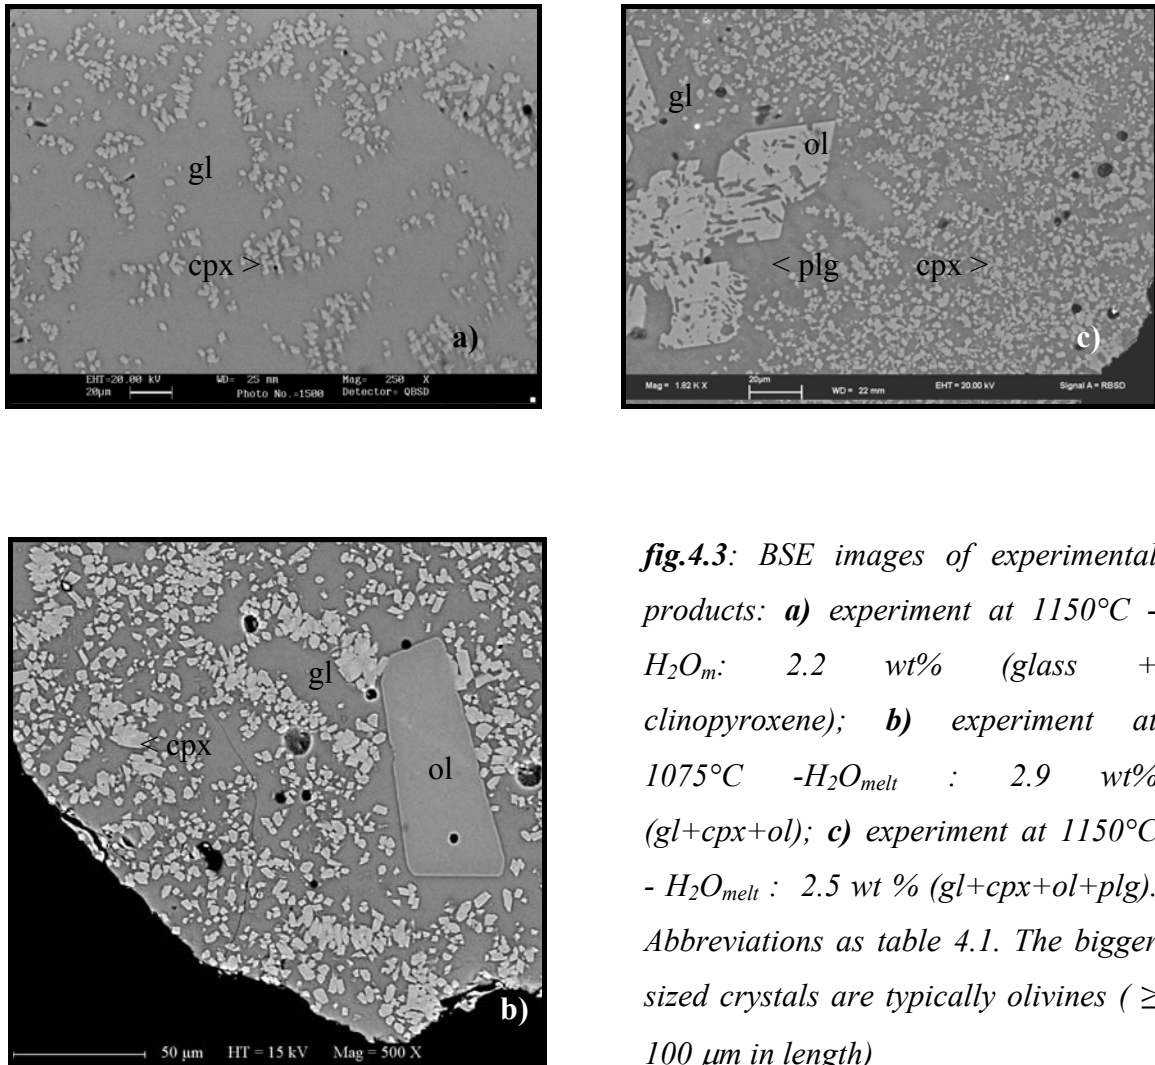 gl
cpx >
a)
EHT=20.00 kV WD= 25 mm Mag= 250 X
20µm Photo No.=1500 Detector= QBSD
gl
ol
< plg cpx >
c)
Mag = 1.82 K X 20µm WD = 22 mm EHT = 20.00 kV Signal A = RBSD
gl
< cpx
ol
b)
50 µm HT = 15 kV Mag = 500 X
fig.4.3: BSE images of experimental
products: a) experiment at 1150°C -
H2Om: 2.2 wt% (glass +
clinopyroxene); b) experiment at
1075°C -H2Omelt : 2.9 wt%
(gl+cpx+ol); c) experiment at 1150°C
- H2Omelt : 2.5 wt % (gl+cpx+ol+plg).
Abbreviations as table 4.1. The bigger
sized crystals are typically olivines ( ≥
100 µm in length)